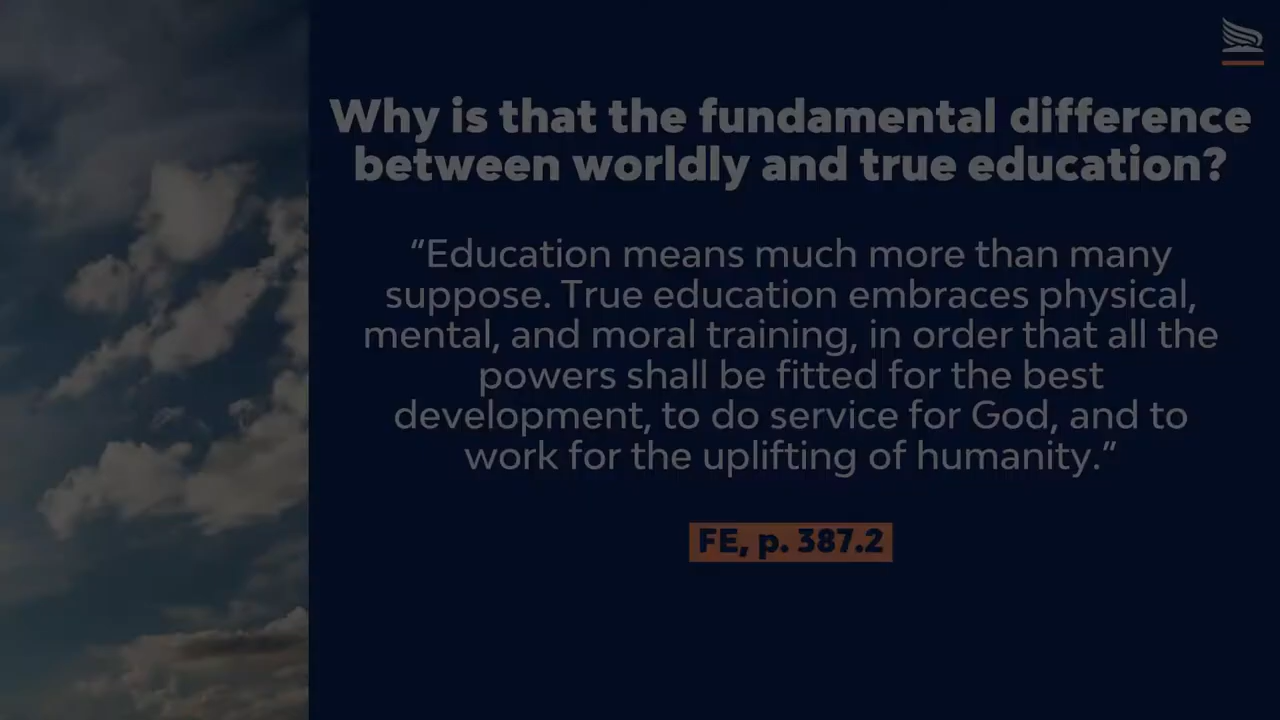 Why is that the fundamental difference
between worldly and true education?
“Education means much more than many
suppose. True education embraces physical,
mental, and moral training, in order that all the
powers shall be fitted for the best
development, to do service for God, and to
work for the uplifting of humanity.”
FE, p. 387.2